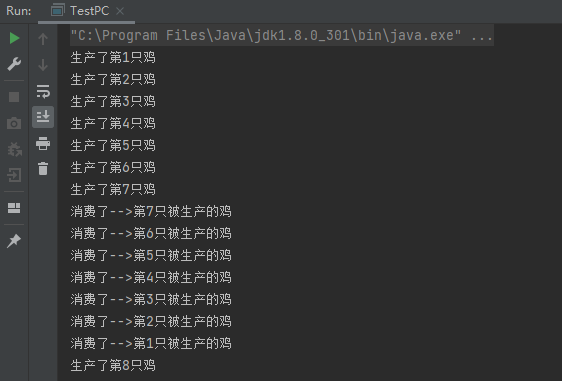 Run: TestPC
"C:\Program Files\Java\jdk1.8.0_301\bin\java.exe" ...
生产了第1只鸡
生产了第2只鸡
生产了第3只鸡
生产了第4只鸡
生产了第5只鸡
生产了第6只鸡
生产了第7只鸡
消费了-->第7只被生产的鸡
消费了-->第6只被生产的鸡
消费了-->第5只被生产的鸡
消费了-->第4只被生产的鸡
消费了-->第3只被生产的鸡
消费了-->第2只被生产的鸡
消费了-->第1只被生产的鸡
生产了第8只鸡